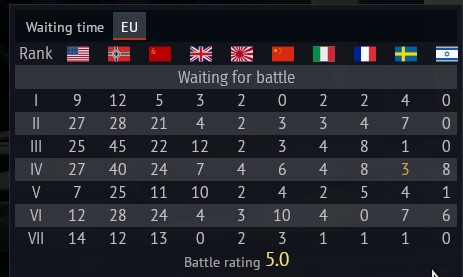 Waiting time EU
Rank
Waiting for battle
I 9 12 5 3 2 0 2 2 4 0
II 27 28 21 4 2 3 3 4 7 0
III 25 45 22 12 2 3 4 8 1 0
IV 27 40 24 7 4 6 4 8 3 8
V 7 25 11 10 2 4 2 5 4 1
VI 12 28 24 4 3 10 4 0 7 6
VII 14 12 13 0 2 3 1 1 1 0
Battle rating 5.0